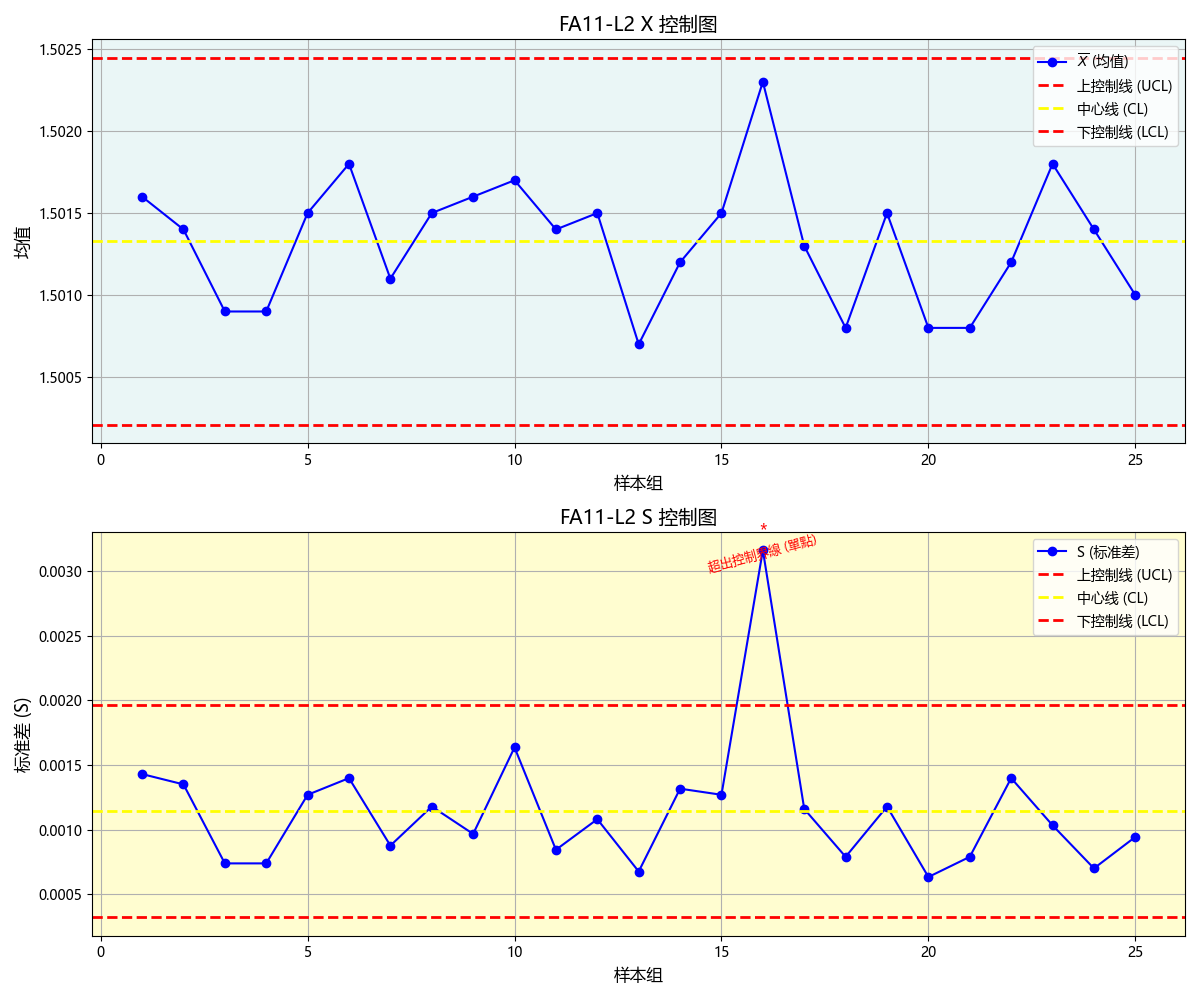 FA11-L2 X 控制图
1.5025
1.5020
1.5015
1.5010
1.5005
均值
X (均值)
上控制线 (UCL)
中心线 (CL)
下控制线 (LCL)
0 5 10 15 20 25
样本组
FA11-L2 S 控制图
*
超出控制界線 (單點)
0.0030
0.0025
0.0020
0.0015
0.0010
0.0005
标准差 (S)
S (标准差)
上控制线 (UCL)
中心线 (CL)
下控制线 (LCL)
0 5 10 15 20 25
样本组